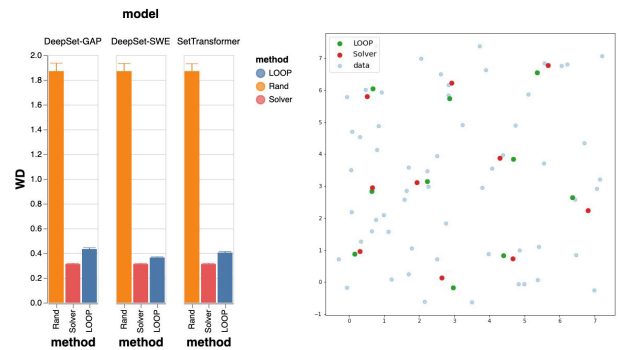 model
DeepSet-GAP DeepSet-SWE SetTransformer
2.0
1.8
1.6
1.4
1.2
1.0
0.8
0.6
0.4
0.2
0.0
WD
Rand
Solver
LOOP
Rand
Solver
LOOP
Rand
Solver
LOOP
method method method
method
LOOP
Rand
Solver
LOOP
Solver
data
7
6
5
4
3
2
1
0
−1
0 1 2 3 4 5 6 7